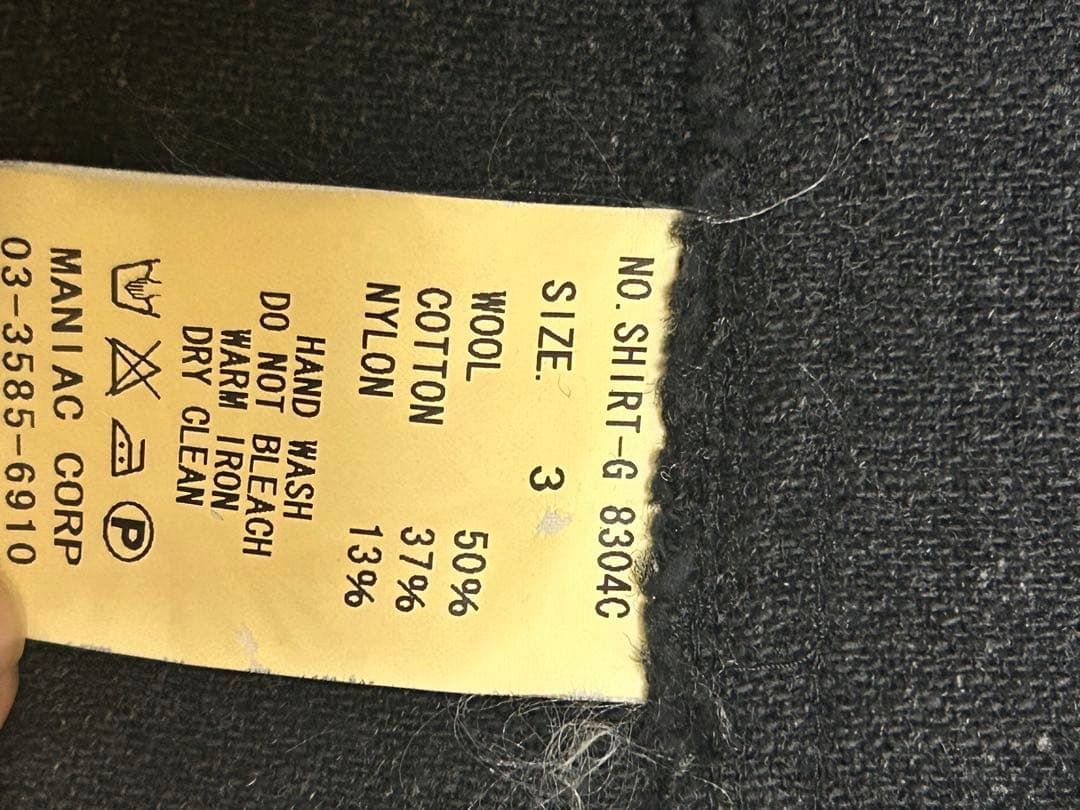 NO. SHIRT-G 8304C
SIZE. 3
WOOL 50%
COTTON 37%
NYLON 13%
HAND WASH
DO NOT BLEACH
WARM IRON
DRY CLEAN
P
MANIAC CORP
03-3585-6910